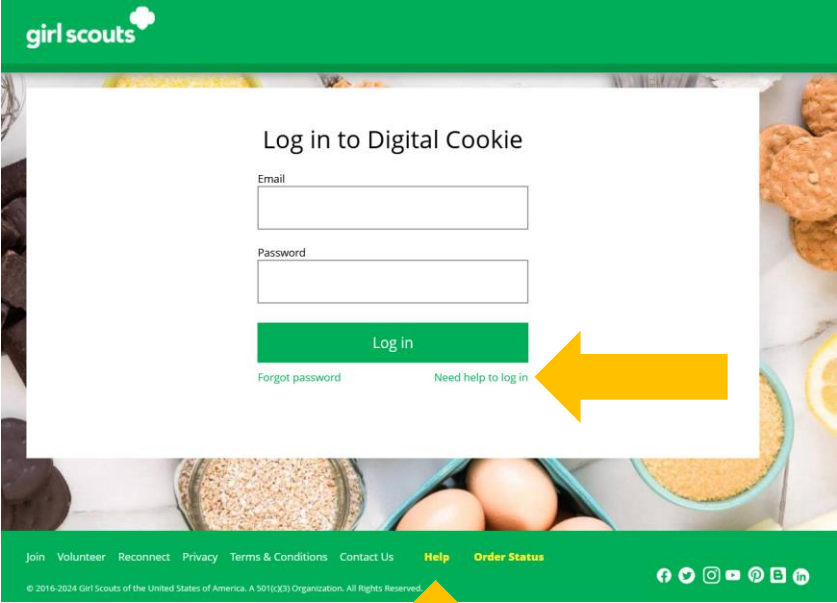 girl scouts
Log in to Digital Cookie
Email
Password
Log in
Forgot password Need help to log in
Join Volunteer Reconnect Privacy Terms & Conditions Contact Us Help Order Status
© 2016-2024 Girl Scouts of the United States of America. A 501(c)(3) Organization. All Rights Reserved.